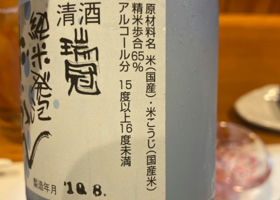 原材料名 米(国産)・米こうじ(国産米)
精米歩合65%
アルコール分 15度以上16度未満
清酒
瑞冠
純米発泡
製造年月 '10.8.